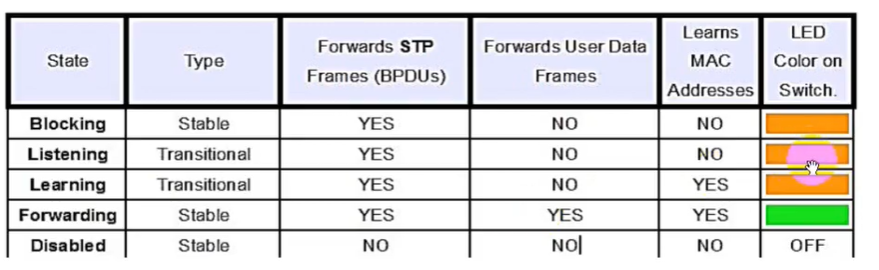 State Type Forwards STP Frames (BPDUs) Forwards User Data Frames Learns MAC Addresses LED Color on Switch.
Blocking Stable YES NO NO
Listening Transitional YES NO NO
Learning Transitional YES NO YES
Forwarding Stable YES YES YES
Disabled Stable NO NO NO OFF